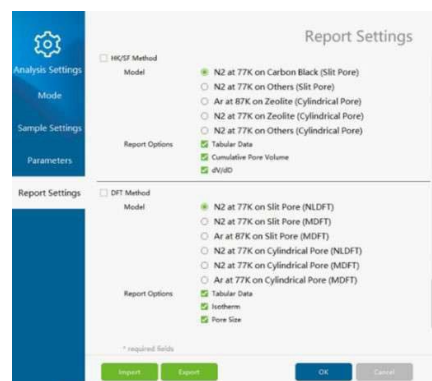 Report Settings
Analysis Settings
Mode
Sample Settings
Parameters
Report Settings
HK/SF Method
Model
N2 at 77K on Carbon Black (Slit Pore)
N2 at 77K on Others (Slit Pore)
Ar at 87K on Zeolite (Cylindrical Pore)
N2 at 77K on Zeolite (Cylindrical Pore)
N2 at 77K on Others (Cylindrical Pore)
Report Options
Tabular Data
Cumulative Pore Volume
dV/dD
DFT Method
Model
N2 at 77K on Slit Pore (NLDFT)
N2 at 77K on Slit Pore (MDFT)
Ar at 87K on Slit Pore (MDFT)
N2 at 77K on Cylindrical Pore (NLDFT)
N2 at 77K on Cylindrical Pore (MDFT)
Ar at 77K on Cylindrical Pore (MDFT)
Report Options
Tabular Data
Isotherm
Pore Size
* required fields
Import Export OK Cancel